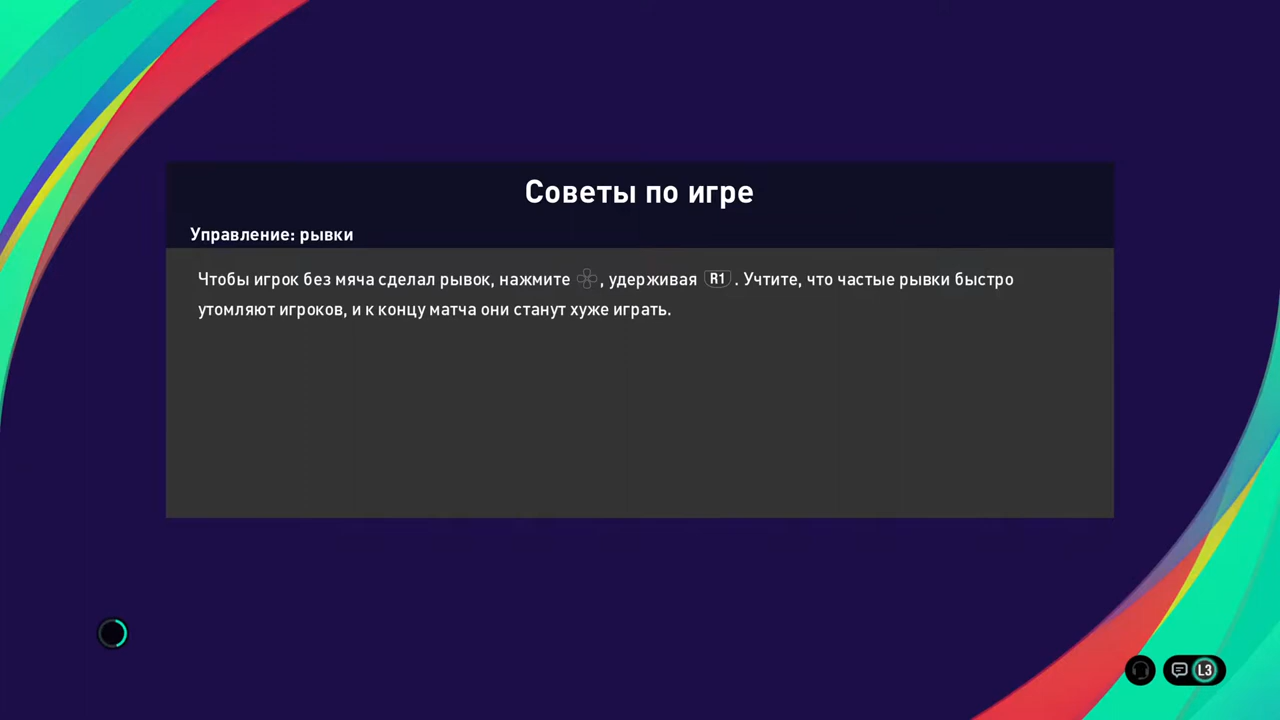 Советы по игре
Управление: рывки
Чтобы игрок без мяча сделал рывок, нажмите , удерживая R1 . Учтите, что частые рывки быстро
утомляют игроков, и к концу матча они станут хуже играть.
L3